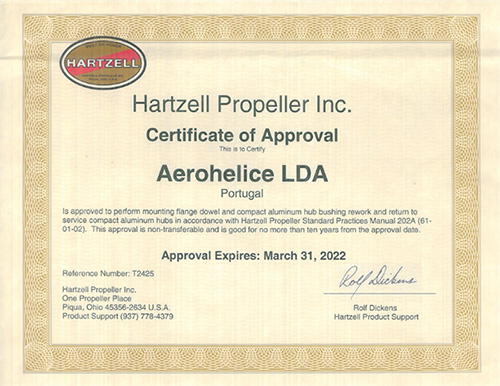 HARTZELL
Hartzell Propeller Inc.
Certificate of Approval
This is to Certify
Aerohelice LDA
Portugal
Is approved to perform mounting flange dowel and compact aluminum hub bushing rework and return to
service compact aluminum hubs in accordance with Hartzell Propeller Standard Practices Manual 202A (61-
01-02). This approval is non-transferable and is good for no more than ten years from the approval date.
Approval Expires: March 31, 2022
Reference Number: T2425
Hartzell Propeller Inc.
One Propeller Place
Piqua, Ohio 45356-2634 U.S.A.
Product Support (937) 778-4379
Rolf Dickens
Rolf Dickens
Hartzell Product Support